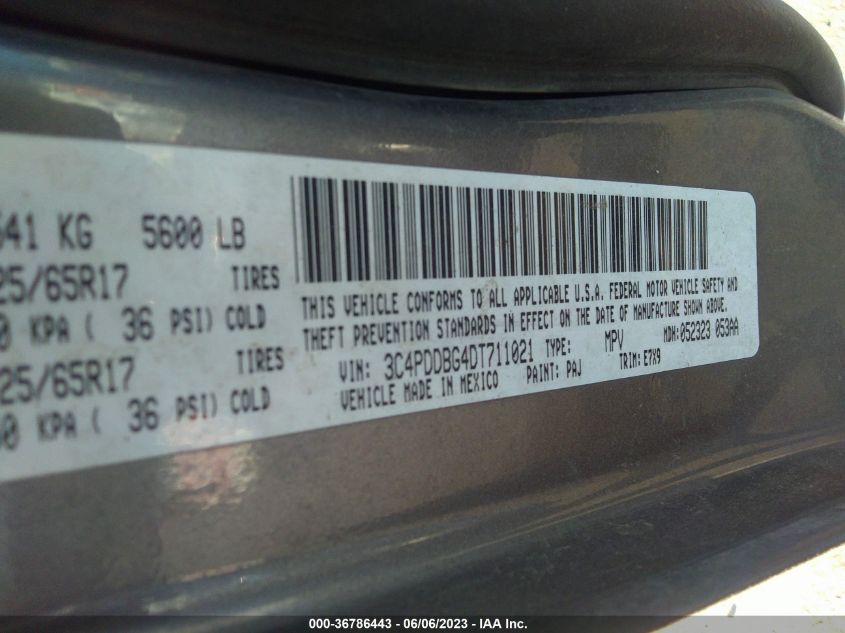 641 KG 5600 LB
25/65R17 TIRES
0 KPA ( 36 PSI) COLD
25/65R17 TIRES
0 KPA ( 36 PSI) COLD
THIS VEHICLE CONFORMS TO ALL APPLICABLE U.S.A. FEDERAL MOTOR VEHICLE SAFETY AND
THEFT PREVENTION STANDARDS IN EFFECT ON THE DATE OF MANUFACTURE SHOWN ABOVE.
MDH:052323 053AA
VIN: 3C4PDDBG4DT711021 TYPE: MPV
VEHICLE MADE IN MEXICO PAINT: PAJ TRIM: E7X9
000-36786443 - 06/06/2023 - IAA Inc.